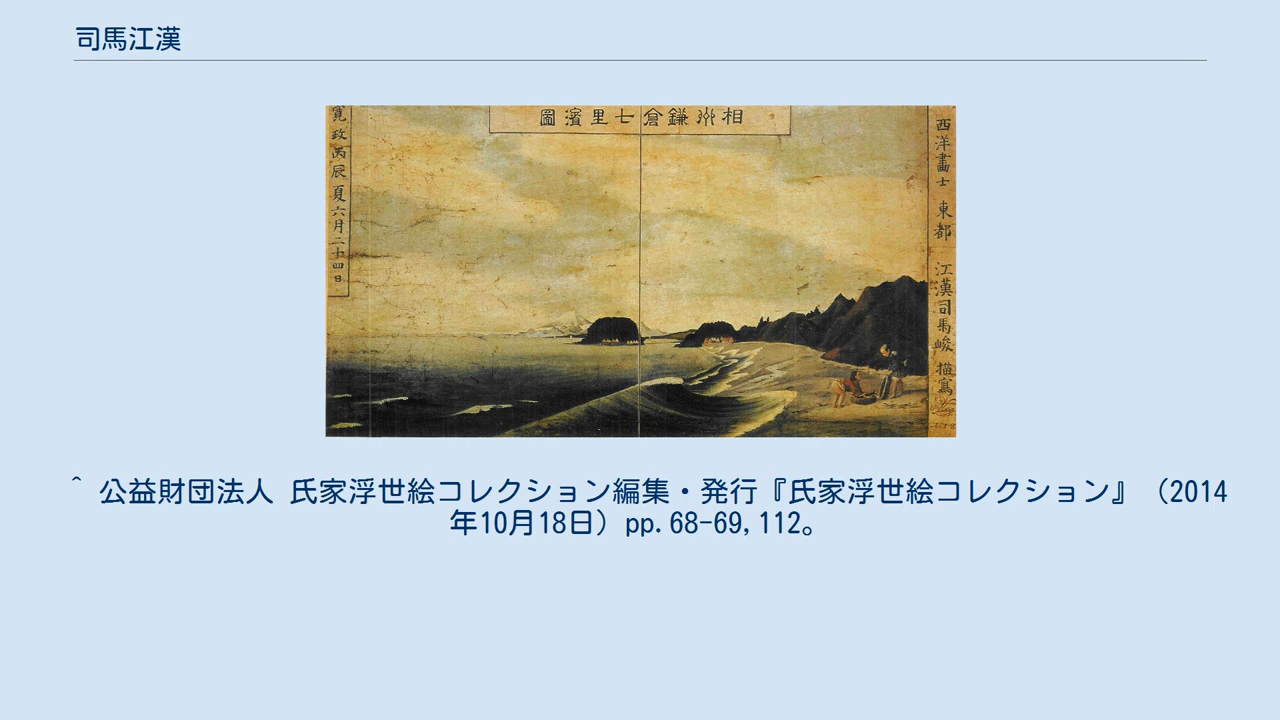 司馬江漢
相州鎌倉七里濱圖
西洋畵士 東都 江漢司馬峻 描寫
寛政丙辰夏六月二十四日
^ 公益財団法人 氏家浮世絵コレクション編集・発行『氏家浮世絵コレクション』（2014
年10月18日）pp.68-69,112。